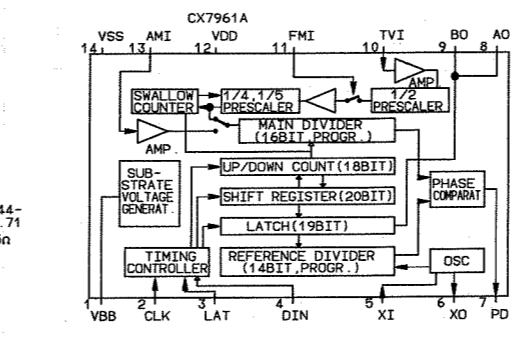 CX7961A
VSS AMI VDD FMI TVI BO AO
14 13 12 11 10 9 8
AMP
SWALLOW COUNTER
1/4,1/5 PRESCALER
1/2 PRESCALER
MAIN DIVIDER
(16BIT,PROGR.)
AMP.
UP/DOWN COUNT(18BIT)
SUB-
STRATE
VOLTAGE
GENERAT.
SHIFT REGISTER(20BIT)
PHASE
COMPARAT
44-
.71
LATCH(19BIT)
TIMING
CONTROLLER
REFERENCE DIVIDER
(14BIT,PROGR.)
OSC
1 2 3 4 5 6 7
VBB CLK LAT DIN XI XO PD